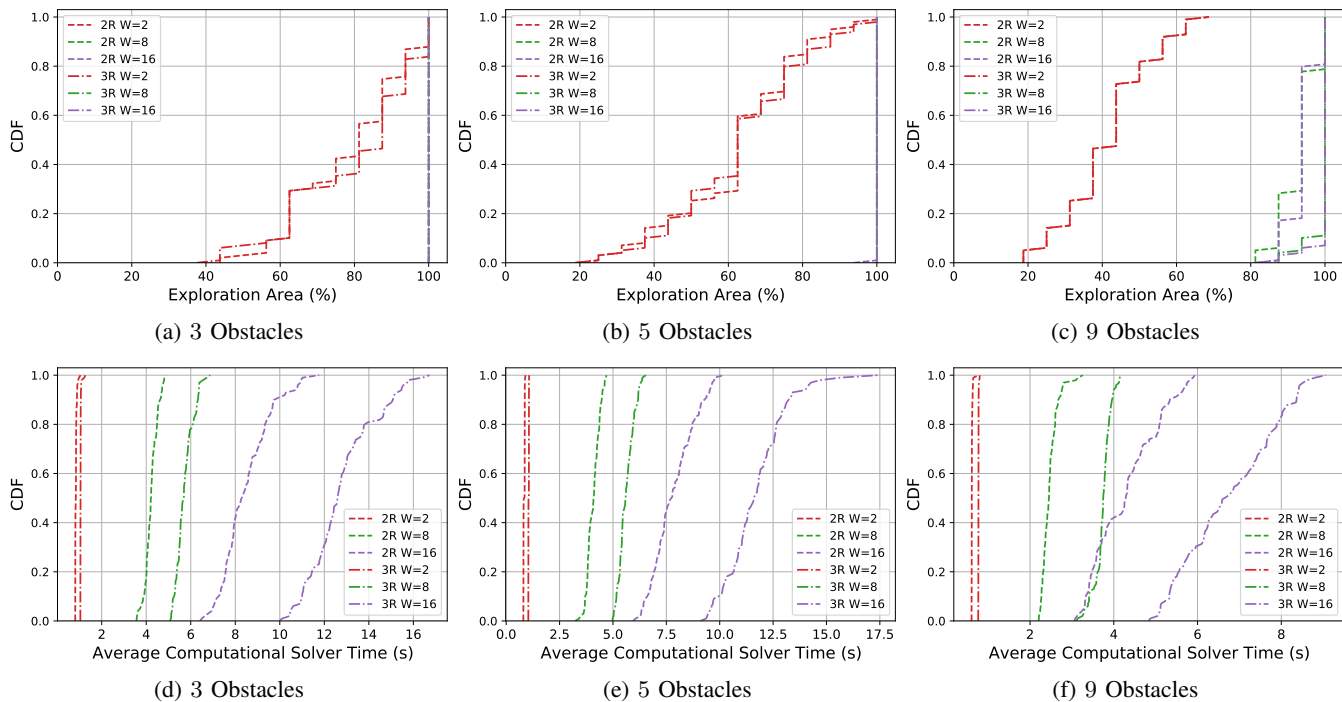 1.0
0.8
0.6
0.4
0.2
0.0
CDF
2R W=2
2R W=8
2R W=16
3R W=2
3R W=8
3R W=16
0 20 40 60 80 100
Exploration Area (%)
(a) 3 Obstacles
1.0
0.8
0.6
0.4
0.2
0.0
CDF
2R W=2
2R W=8
2R W=16
3R W=2
3R W=8
3R W=16
0 20 40 60 80 100
Exploration Area (%)
(b) 5 Obstacles
1.0
0.8
0.6
0.4
0.2
0.0
CDF
2R W=2
2R W=8
2R W=16
3R W=2
3R W=8
3R W=16
0 20 40 60 80 100
Exploration Area (%)
(c) 9 Obstacles
1.0
0.8
0.6
0.4
0.2
0.0
CDF
2R W=2
2R W=8
2R W=16
3R W=2
3R W=8
3R W=16
2 4 6 8 10 12 14 16
Average Computational Solver Time (s)
(d) 3 Obstacles
1.0
0.8
0.6
0.4
0.2
0.0
CDF
2R W=2
2R W=8
2R W=16
3R W=2
3R W=8
3R W=16
0.0 2.5 5.0 7.5 10.0 12.5 15.0 17.5
Average Computational Solver Time (s)
(e) 5 Obstacles
1.0
0.8
0.6
0.4
0.2
0.0
CDF
2R W=2
2R W=8
2R W=16
3R W=2
3R W=8
3R W=16
2 4 6 8
Average Computational Solver Time (s)
(f) 9 Obstacles